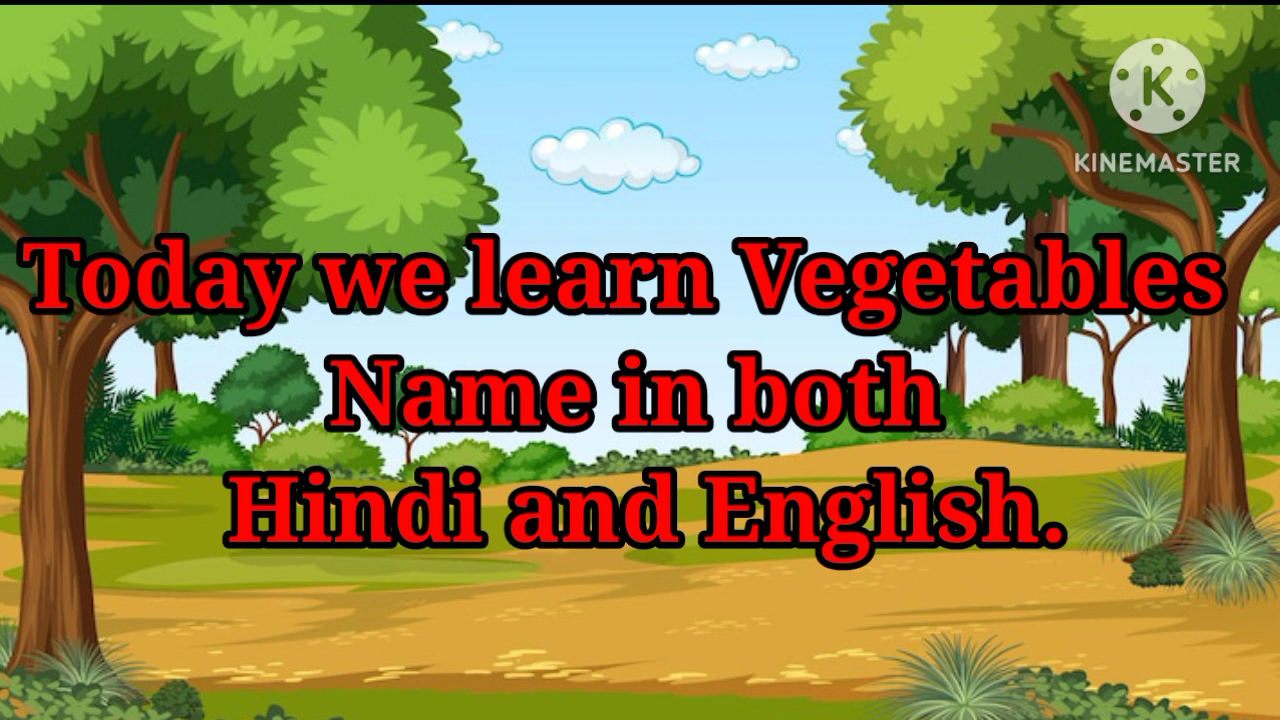 K
KINEMASTER
Today we learn Vegetables
Name in both
Hindi and English.